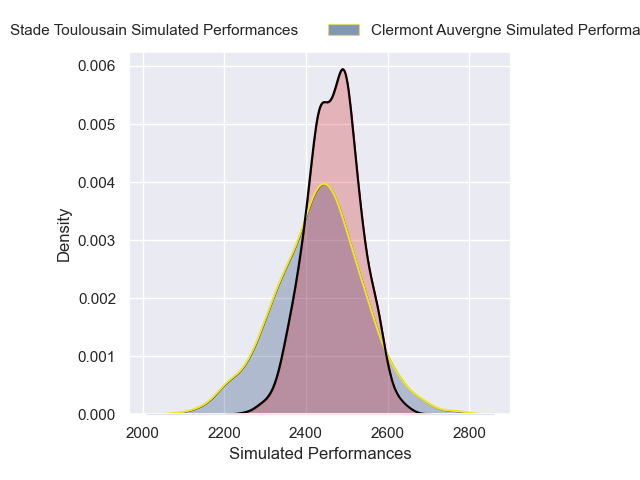 Stade Toulousain Simulated Performances Clermont Auvergne Simulated Performa
0.006
0.005
0.004
0.003
0.002
0.001
0.000
Density
2000 2200 2400 2600 2800
Simulated Performances